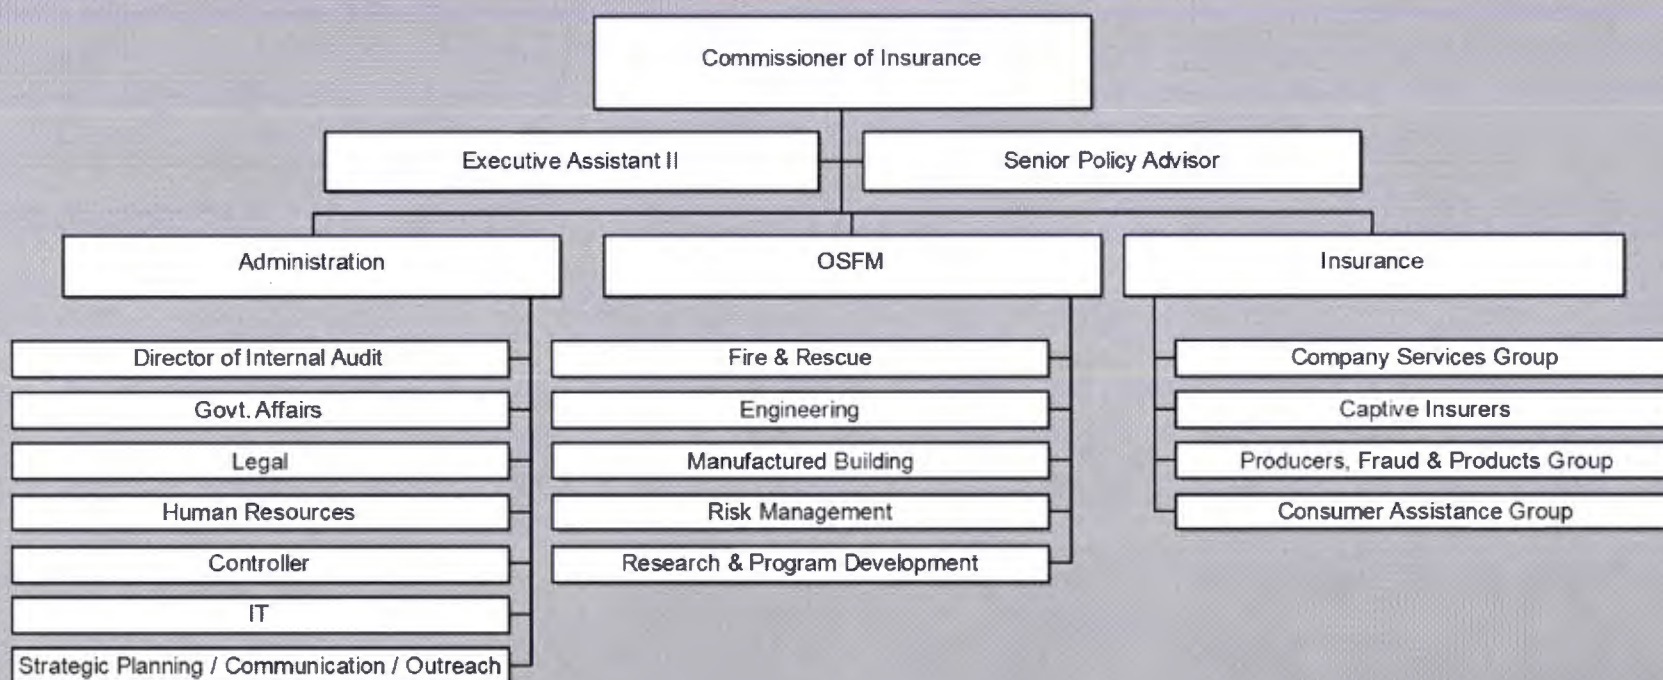 Commissioner of Insurance
Executive Assistant II
Senior Policy Advisor
Administration
OSFM
Insurance
Director of Internal Audit
Govt. Affairs
Legal
Human Resources
Controller
IT
Strategic Planning / Communication / Outreach
Fire & Rescue
Engineering
Manufactured Building
Risk Management
Research & Program Development
Company Services Group
Captive Insurers
Producers, Fraud & Products Group
Consumer Assistance Group